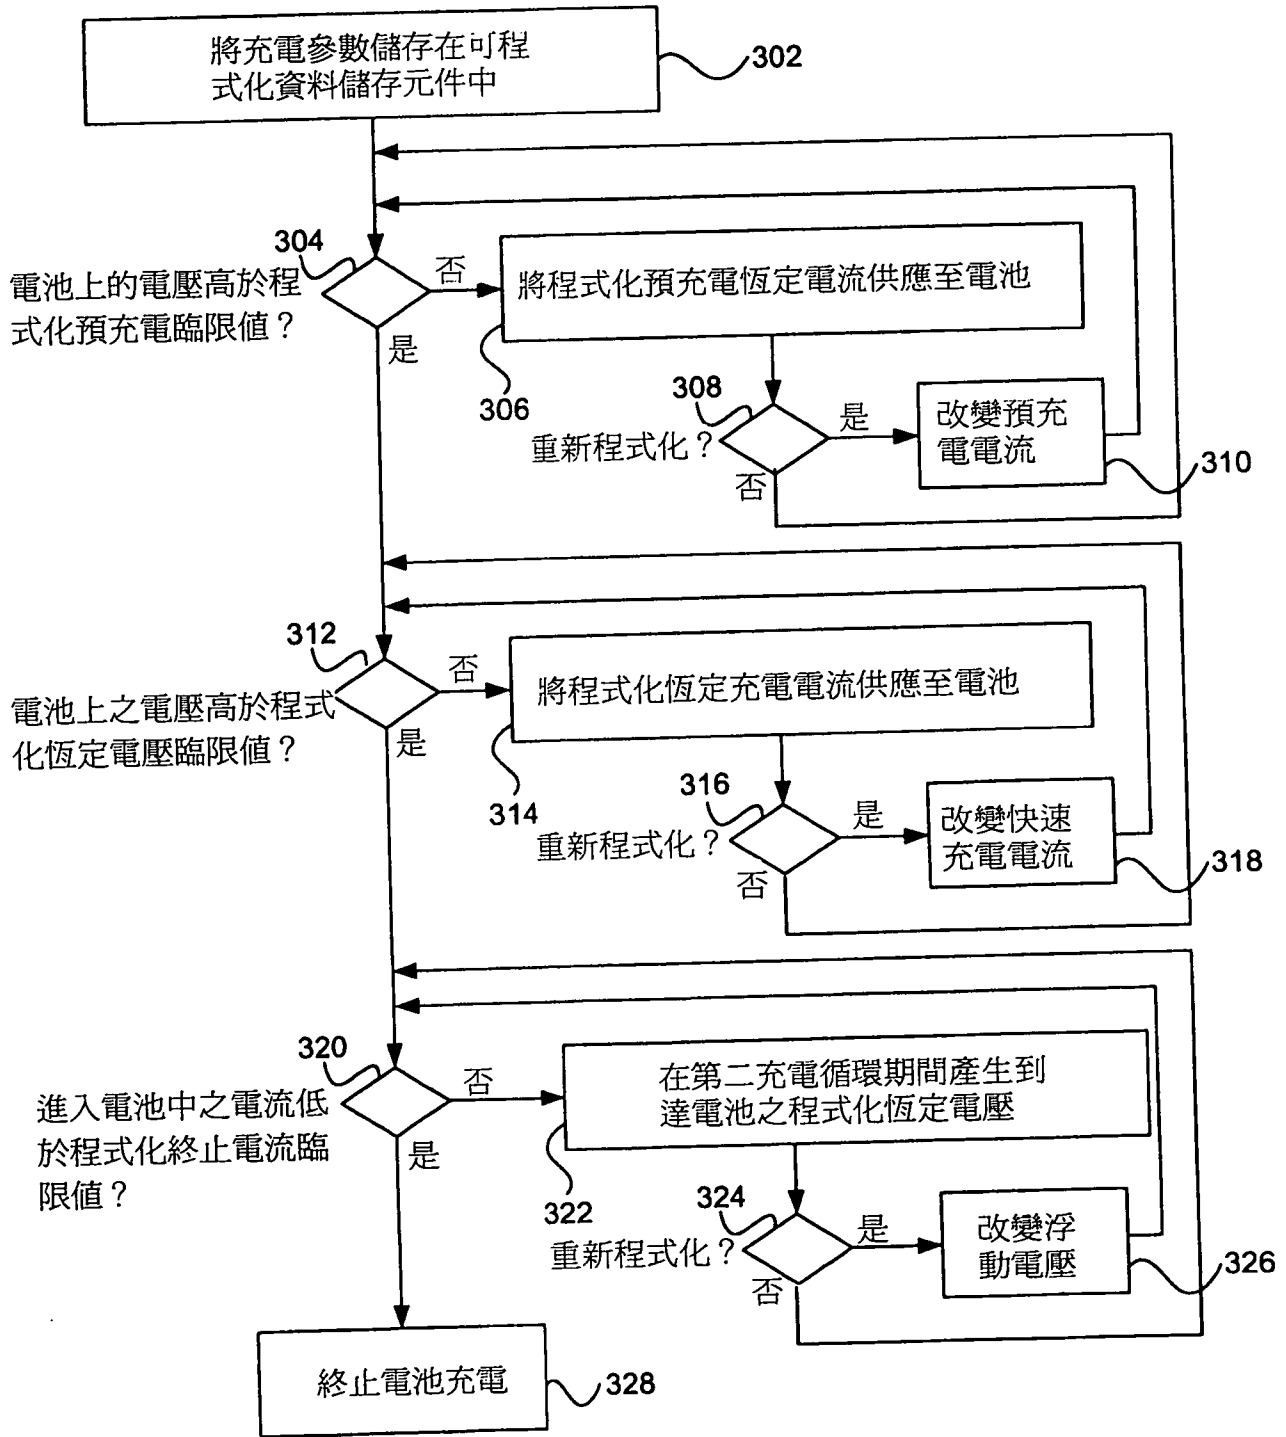 將充電參數儲存在可程
式化資料儲存元件中
302
304
電池上的電壓高於程
式化預充電臨限值？
否
是
將程式化預充電恆定電流供應至電池
306
308
重新程式化？
是
否
改變預充
電電流
310
312
電池上之電壓高於程式
化恆定電壓臨限值？
否
是
將程式化恆定充電電流供應至電池
314
316
重新程式化？
是
否
改變快速
充電電流
318
320
進入電池中之電流低
於程式化終止電流臨
限值？
否
是
在第二充電循環期間產生到
達電池之程式化恆定電壓
322
324
重新程式化？
是
否
改變浮
動電壓
326
終止電池充電
328